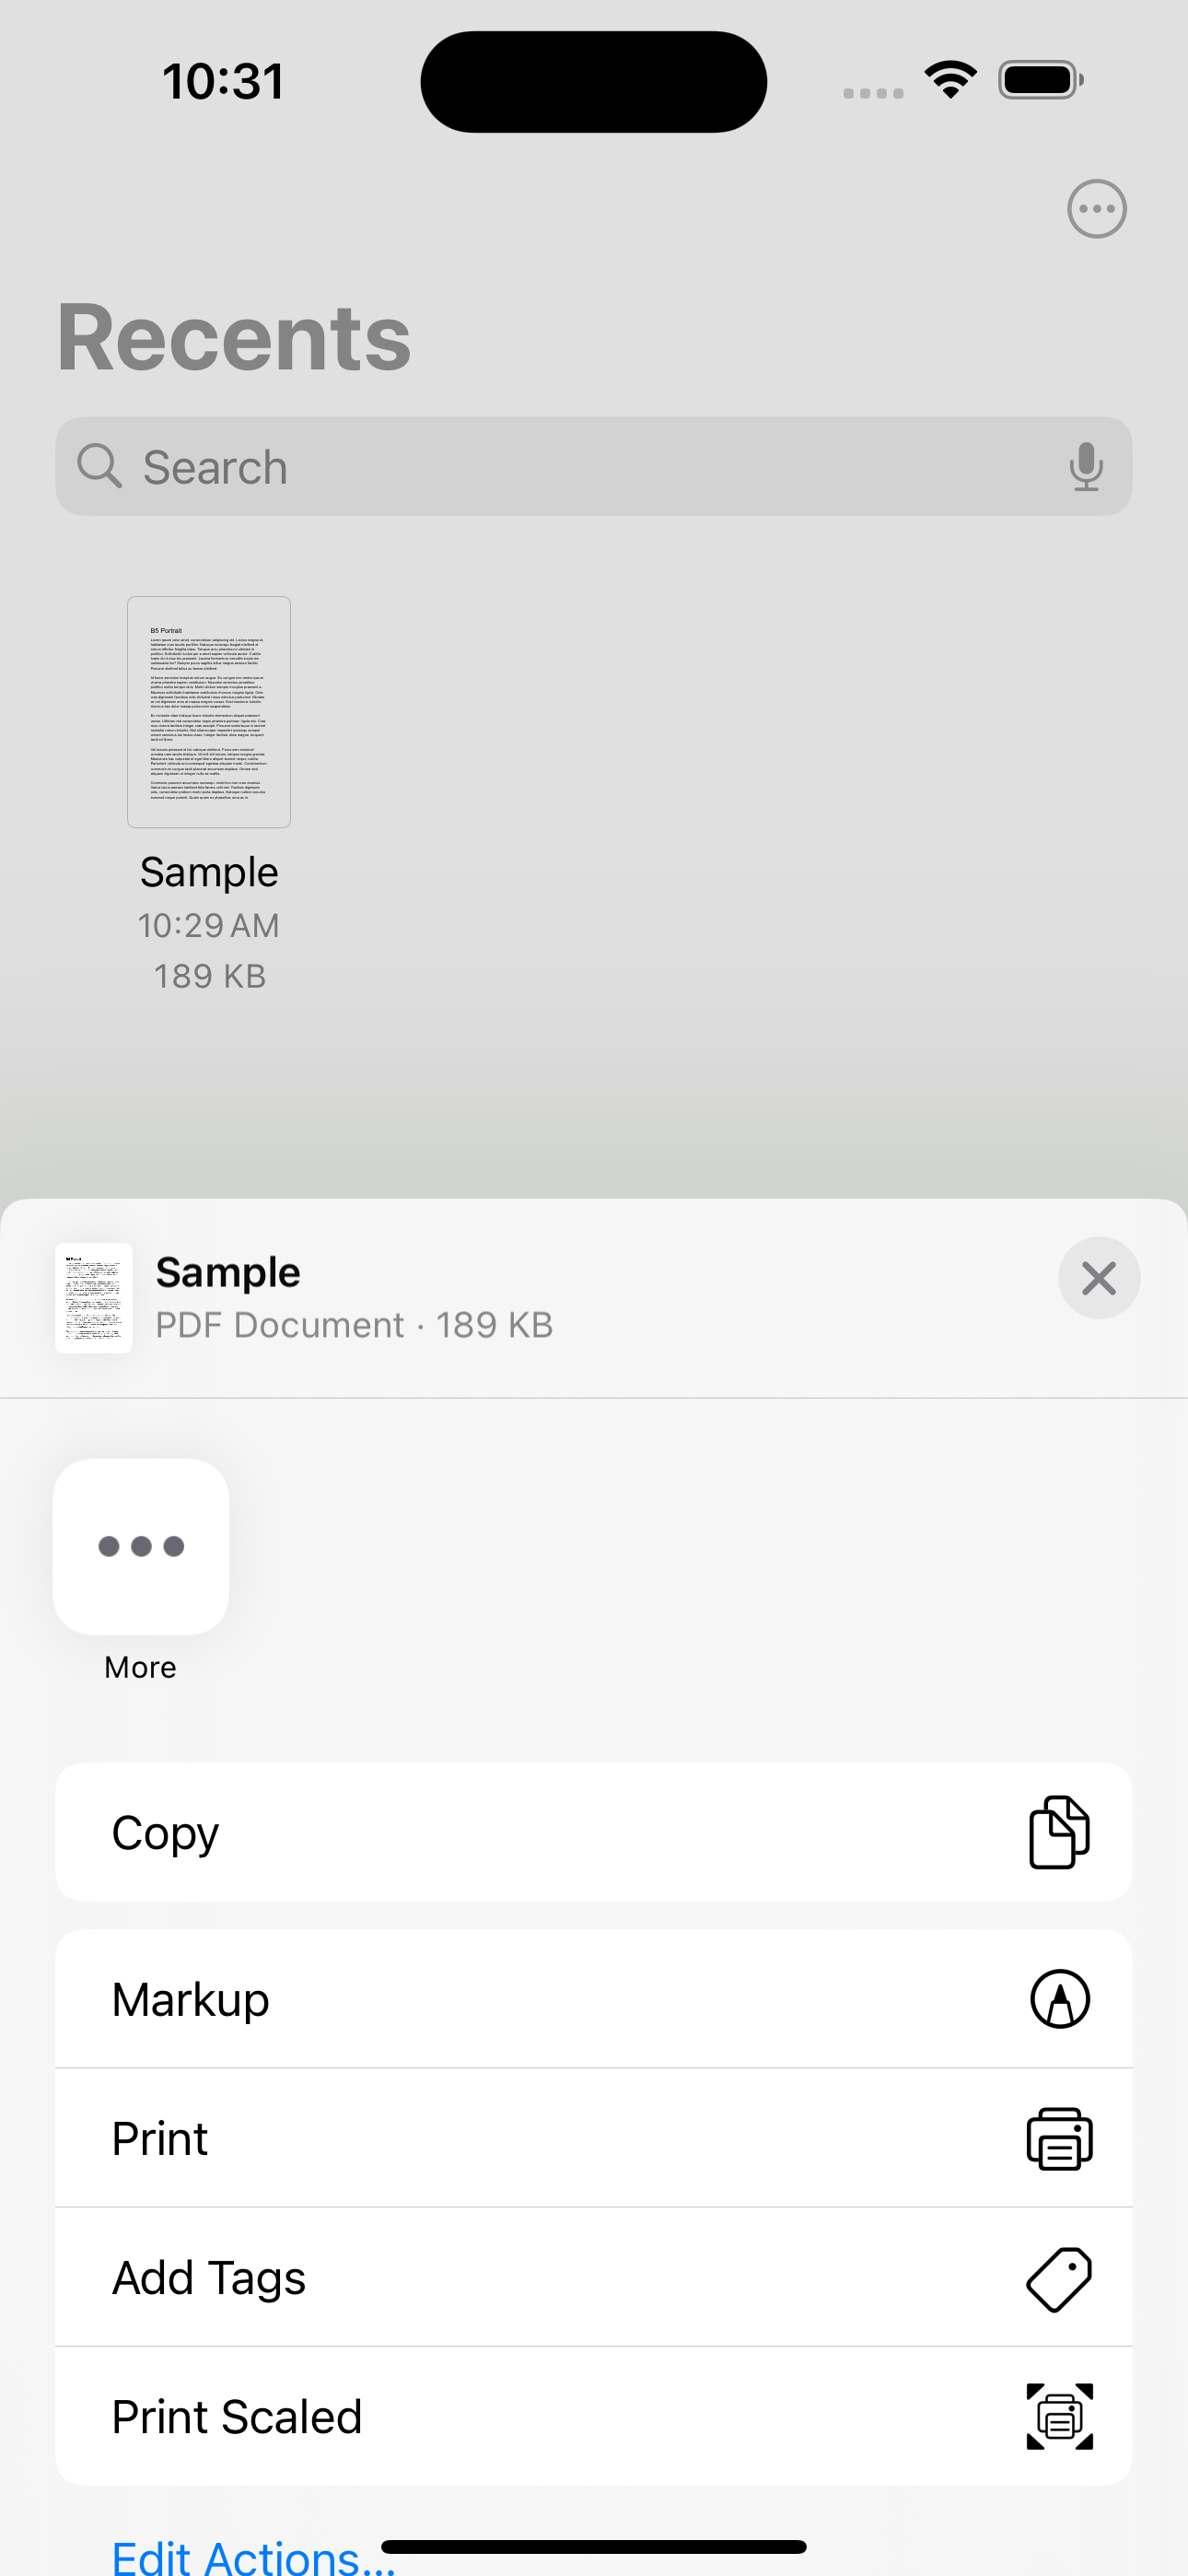 10:31
Recents
Search
B5 Portrait
Sample
10:29 AM
189 KB
Sample
PDF Document · 189 KB
More
Copy
Markup
Print
Add Tags
Print Scaled
Edit Actions...